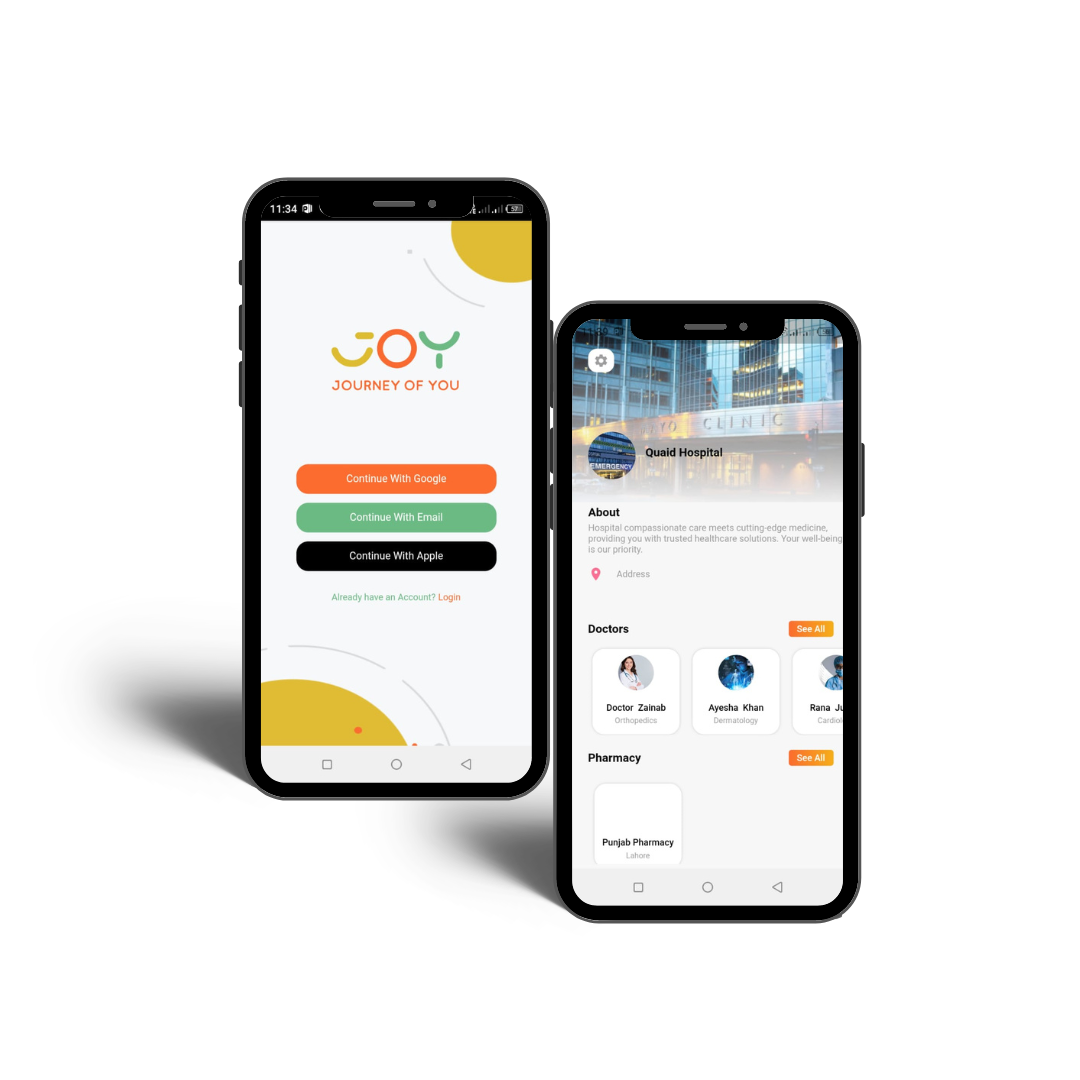 11:34
57
JOY
JOURNEY OF YOU
Continue With Google
Continue With Email
Continue With Apple
Already have an Account? Login
CLINIC
EMERGENCY
Quaid Hospital
About
Hospital compassionate care meets cutting-edge medicine,
providing you with trusted healthcare solutions. Your well-being
is our priority.
Address
Doctors
See All
Doctor Zainab
Orthopedics
Ayesha Khan
Dermatology
Rana
Pharmacy
See All
Punjab Pharmacy
Lahore